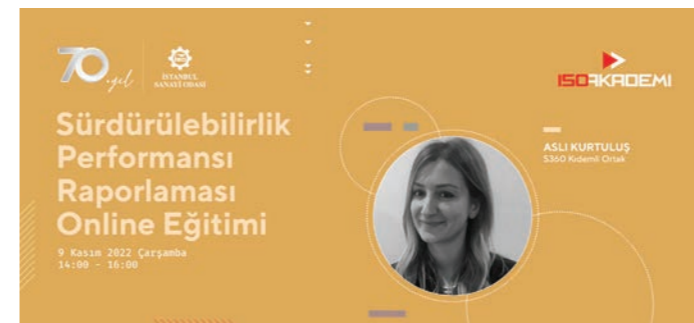 70.yıl
İSTANBUL
SANAYİ ODASI
ISOAKADEMİ
Sürdürülebilirlik
Performansı
Raporlaması
Online Eğitimi
9 Kasım 2022 Çarşamba
14:00 - 16:00
ASLI KURTULUŞ
S360 Kıdemli Ortak